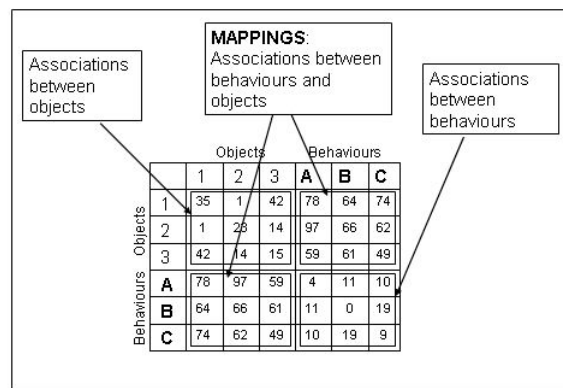 MAPPINGS:
Associations between
behaviours and
objects
Associations
between
objects
Associations
between
behaviours
Objects Behaviours
1 2 3 A B C
Objects
1 35 1 42 78 64 74
2 1 23 14 97 66 62
3 42 14 15 59 61 49
Behaviours
A 78 97 59 4 11 10
B 64 66 61 11 0 19
C 74 62 49 10 19 9